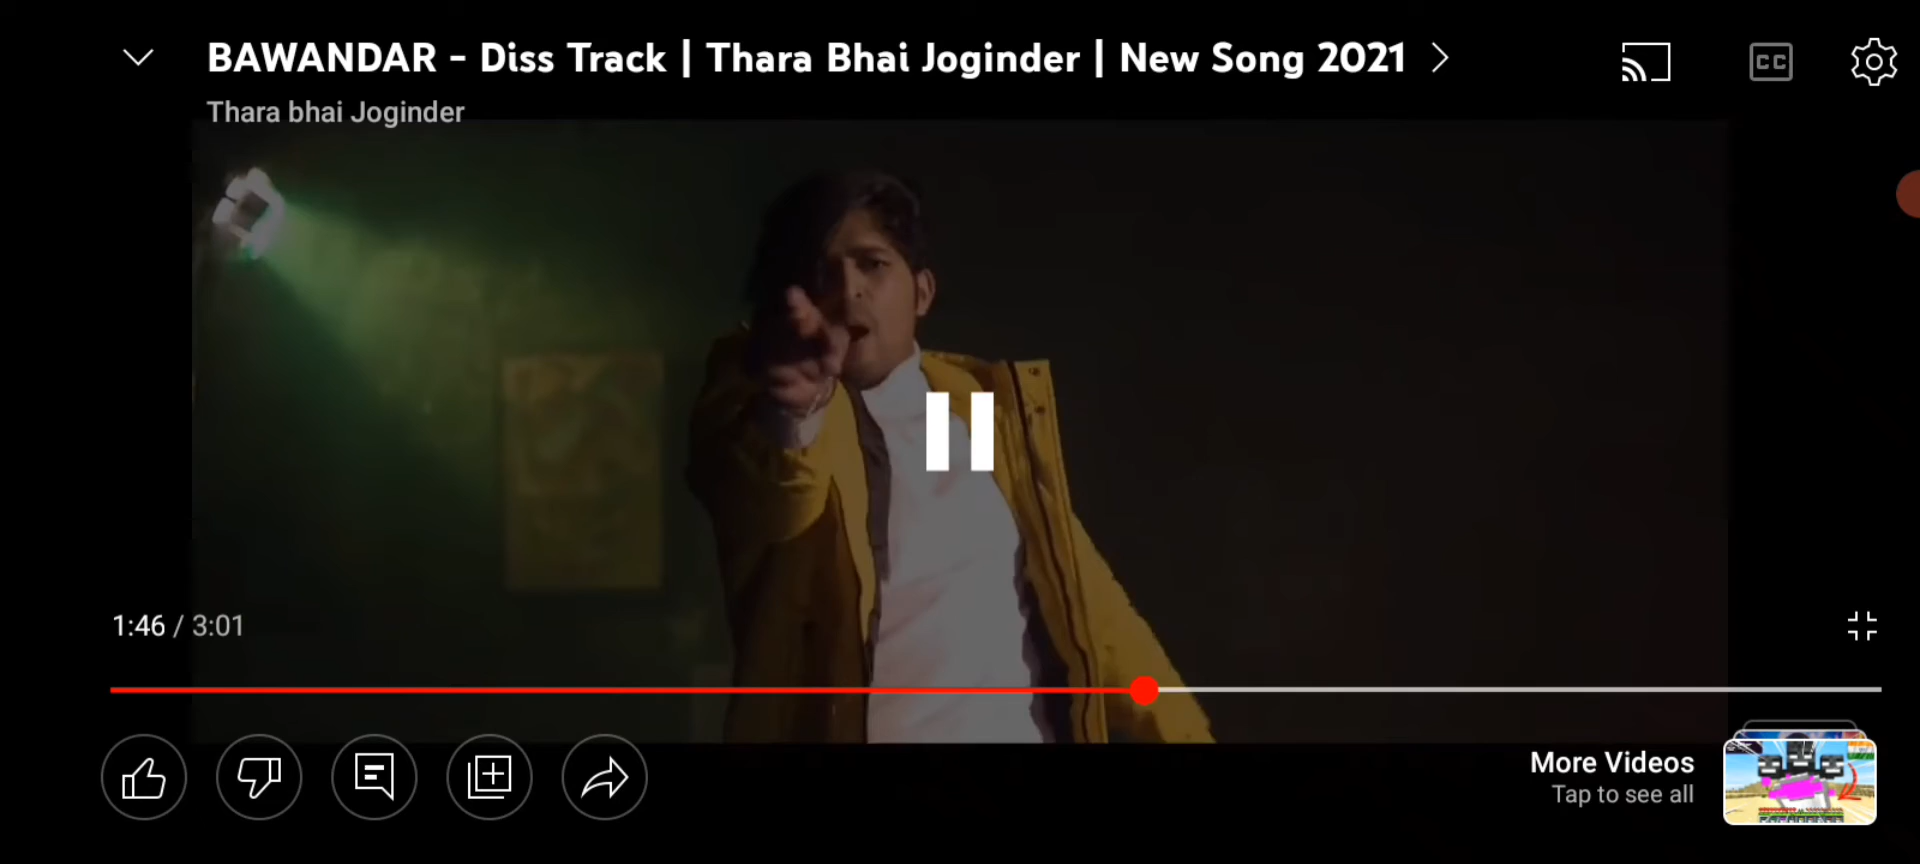 BAWANDAR - Diss Track | Thara Bhai Joginder | New Song 2021
Thara bhai Joginder
CC
1:46 / 3:01
More Videos
Tap to see all